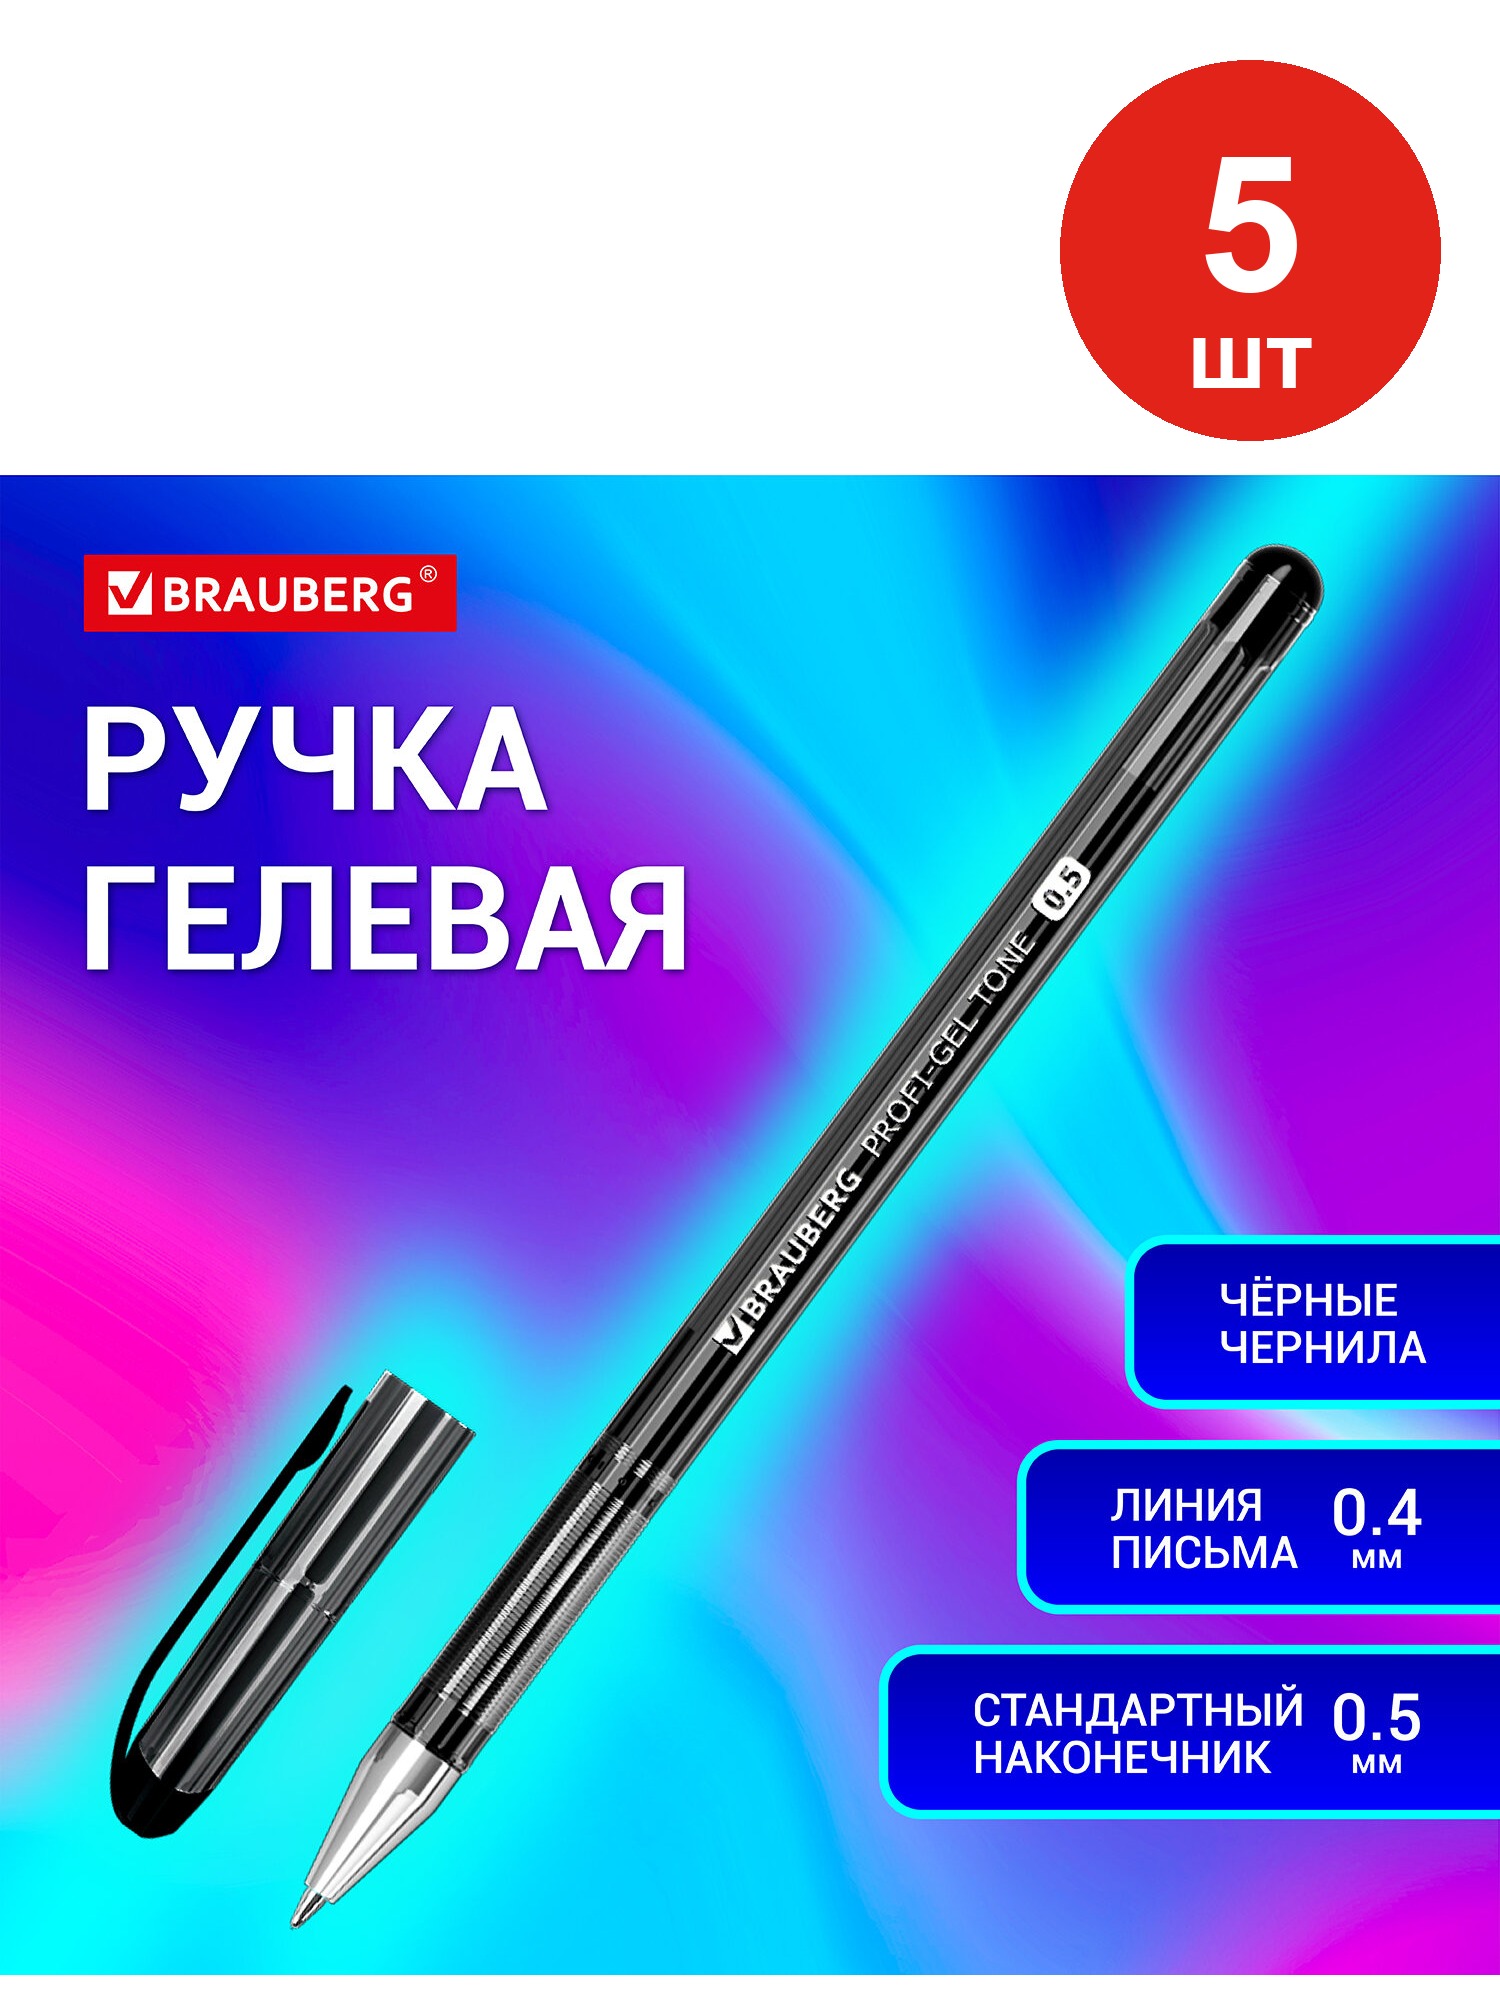 5
шт
BRAUBERG®
РУЧКА
ГЕЛЕВАЯ
BRAUBERG PROFI-GEL TONE 0.5
ЧЁРНЫЕ
ЧЕРНИЛА
ЛИНИЯ
ПИСЬМА
0.4
мм
СТАНДАРТНЫЙ
НАКОНЕЧНИК
0.5
мм